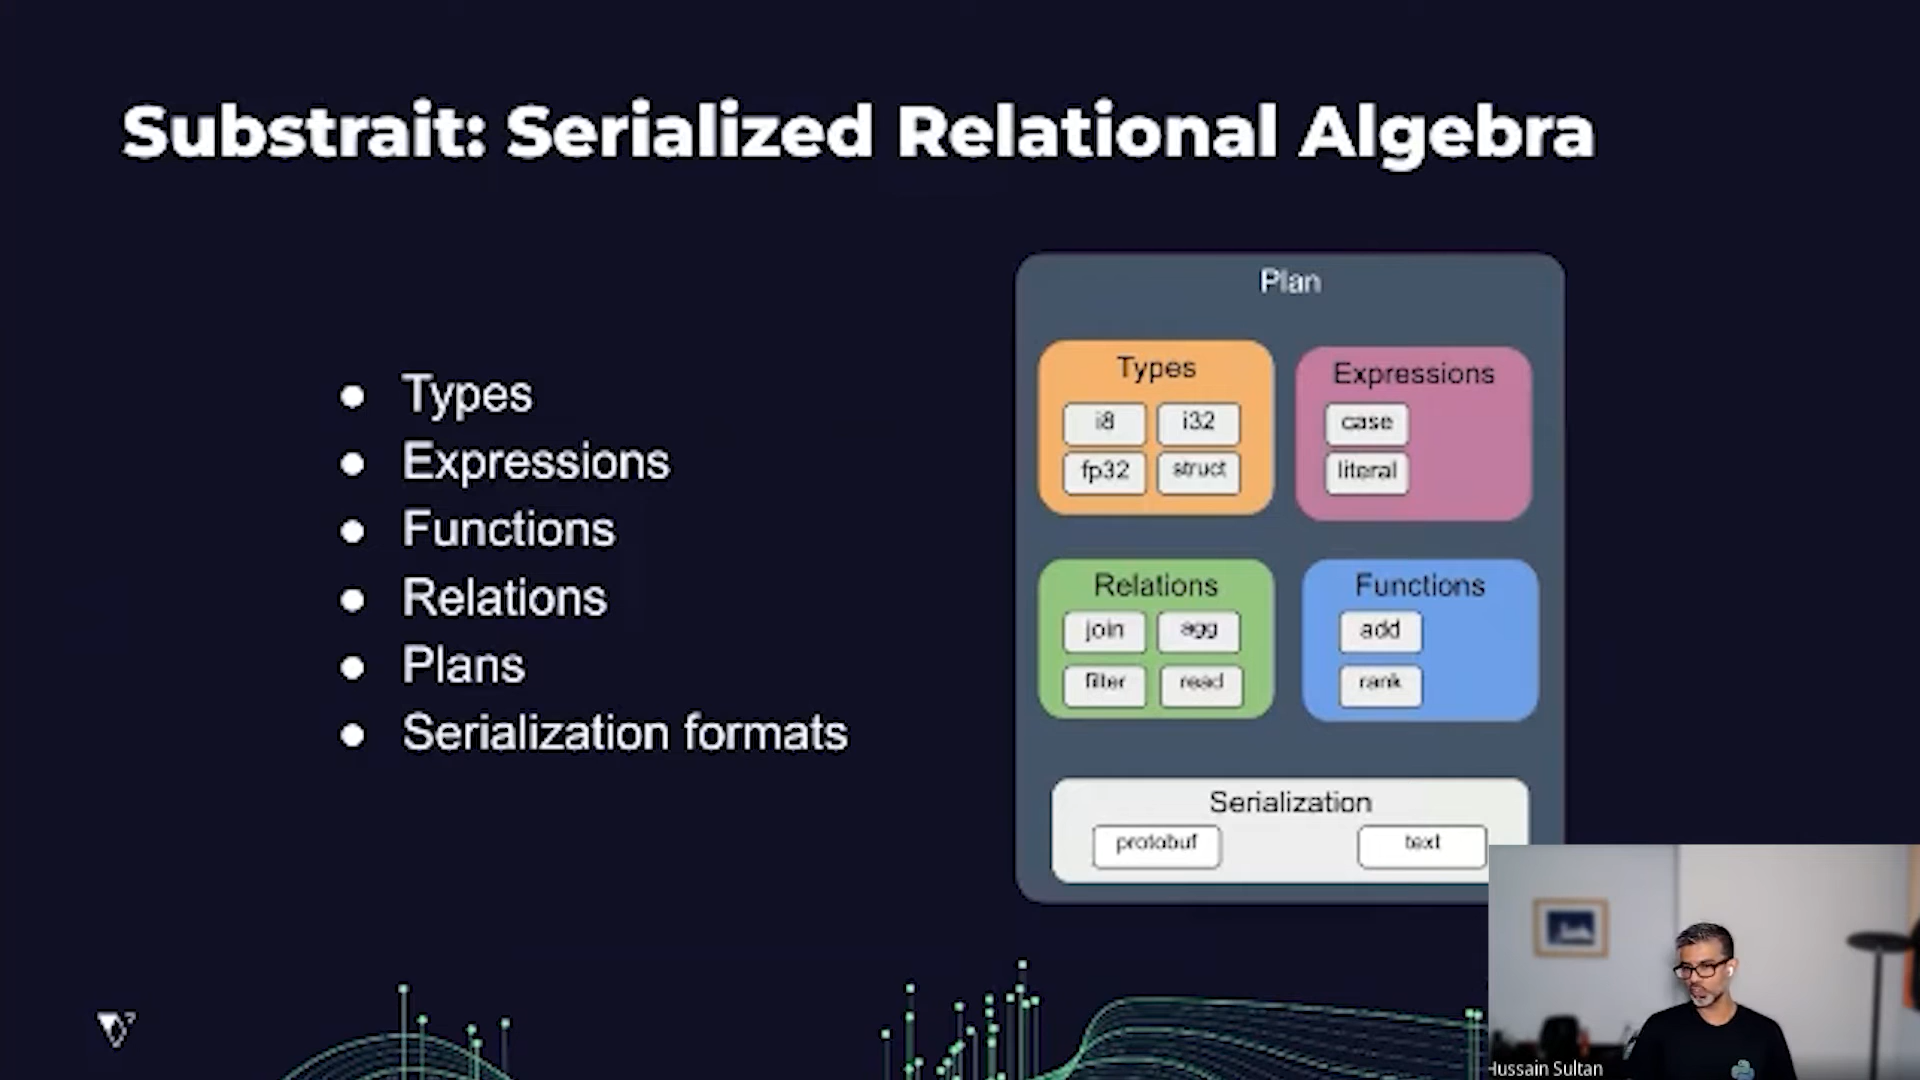 Substrait: Serialized Relational Algebra
Types
Expressions
Functions
Relations
Plans
Serialization formats
Plan
Types
i8 i32
fp32 struct
Expressions
case
literal
Relations
join agg
filter read
Functions
add
rank
Serialization
protobuf text
Hussain Sultan